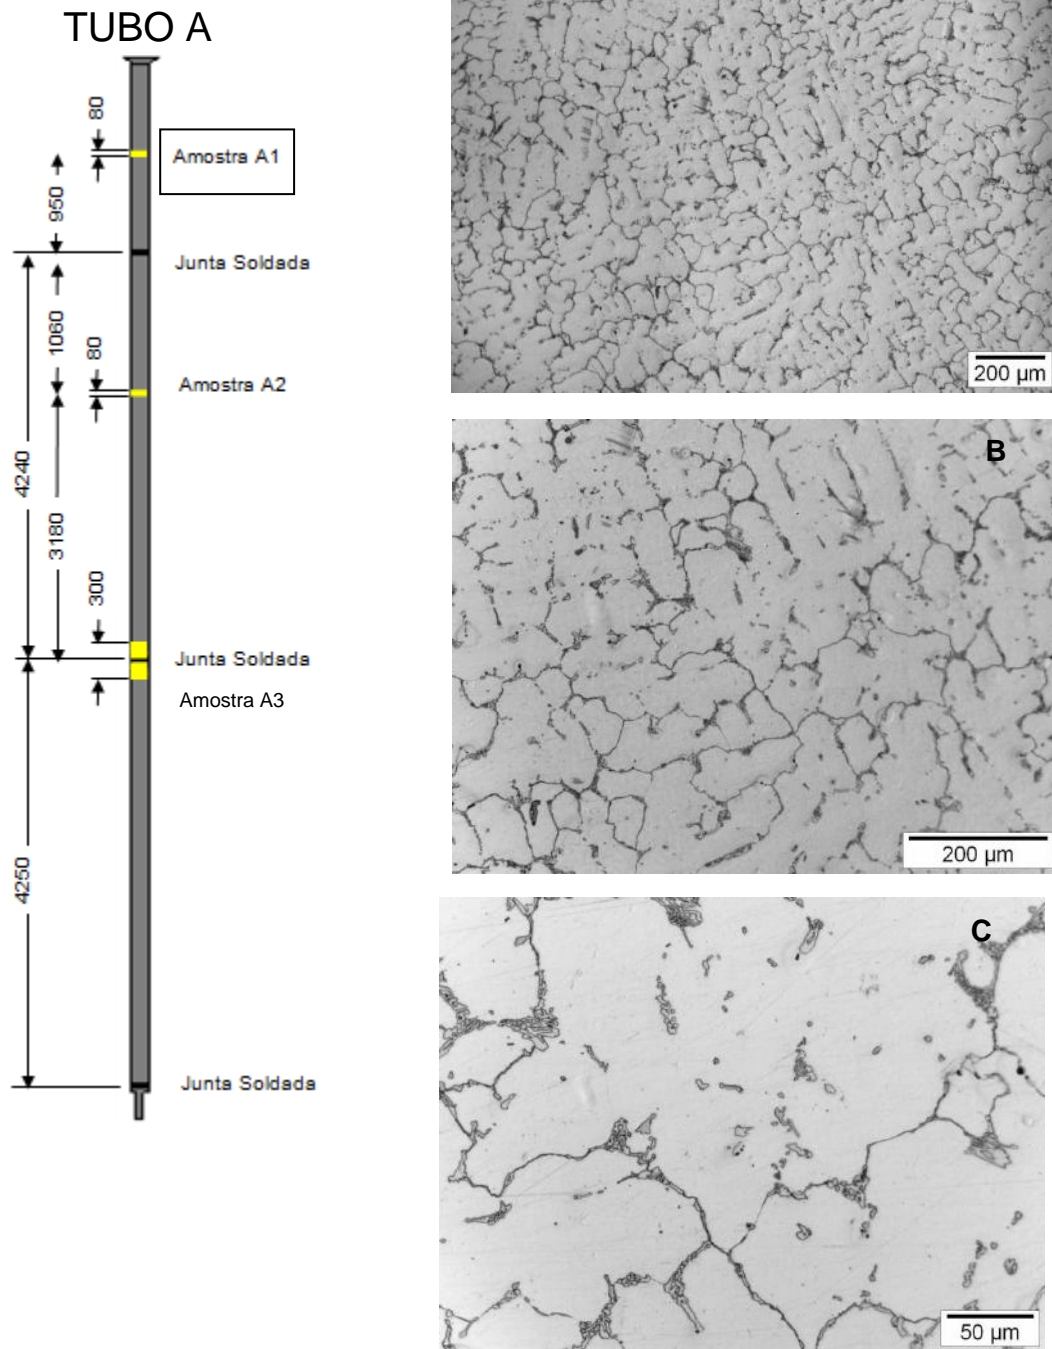 TUBO A
80
Amostra A1
950
Junta Soldada
1060
80
Amostra A2
4240
3180
300
Junta Soldada
Amostra A3
4250
Junta Soldada
200 µm
B
200 µm
C
50 µm